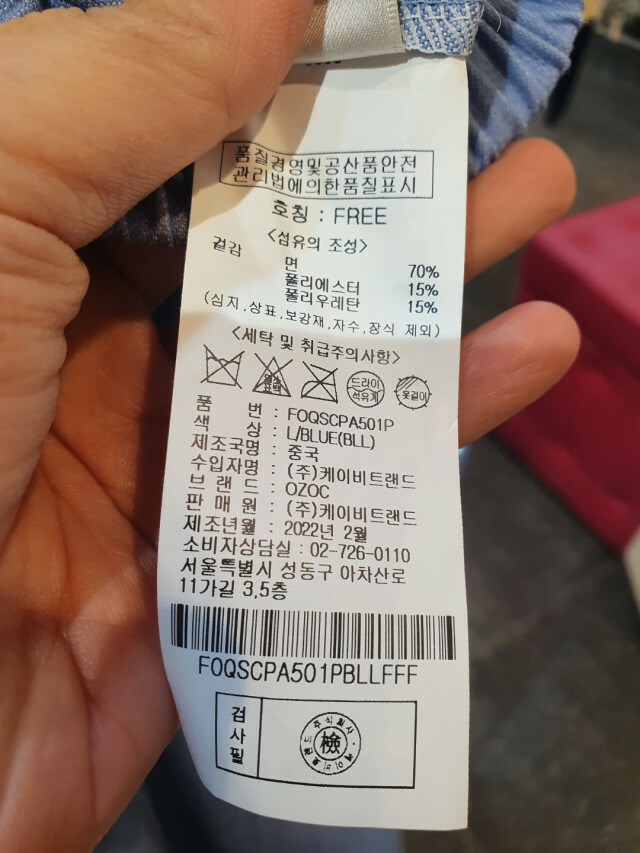 품질경영및공산품안전
관리법에의한품질표시
호칭 : FREE
<섬유의 조성>
겉감
면 70%
폴리에스터 15%
폴리우레탄 15%
(심지,상표,보강재,자수,장식 제외)
<세탁 및 취급주의사항>
드라이
석유계
옷걸이
품 번 : FOQSCPA501P
색 상 : L/BLUE(BLL)
제조국명 : 중국
수입자명 : (주)케이비트랜드
브 랜 드 : OZOC
판 매 원 : (주)케이비트랜드
제조년월 : 2022년 2월
소비자상담실 : 02-726-0110
서울특별시 성동구 아차산로
11가길 3,5층
FOQSCPA501PBLLFFF
검사필
檢
주식회사